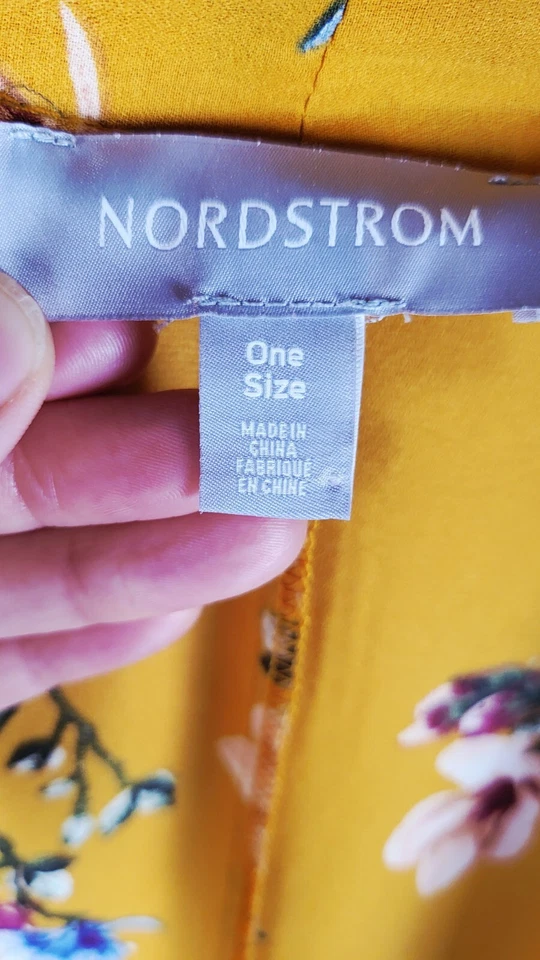 NORDSTROM
One
Size
MADE IN
CHINA
FABRIQUÉ
EN CHINE